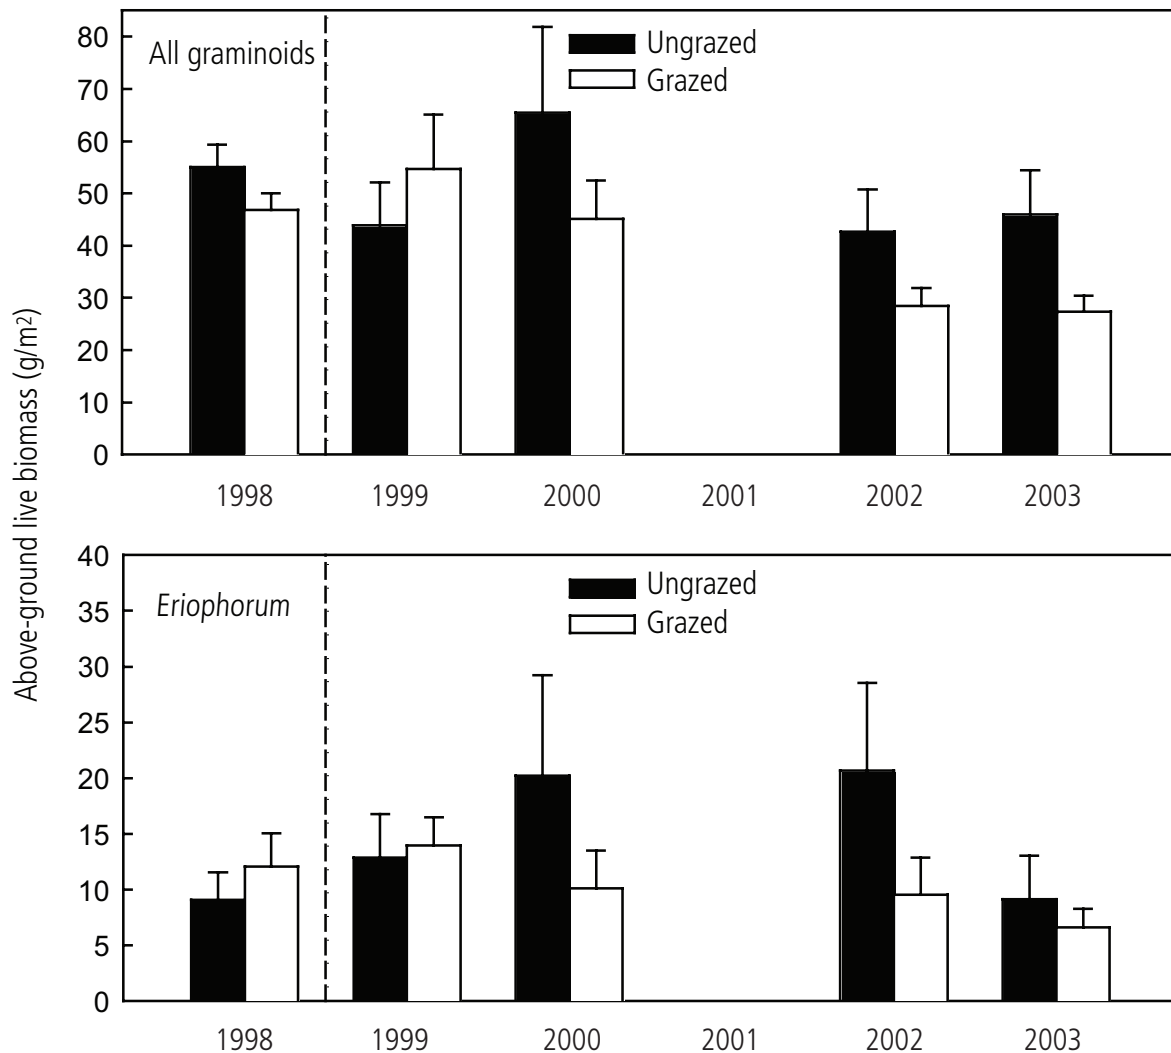 Above-ground live biomass (g/m²)
All graminoids
Ungrazed
Grazed
80
70
60
50
40
30
20
10
0
1998 1999 2000 2001 2002 2003
Eriophorum
Ungrazed
Grazed
40
35
30
25
20
15
10
5
0
1998 1999 2000 2001 2002 2003